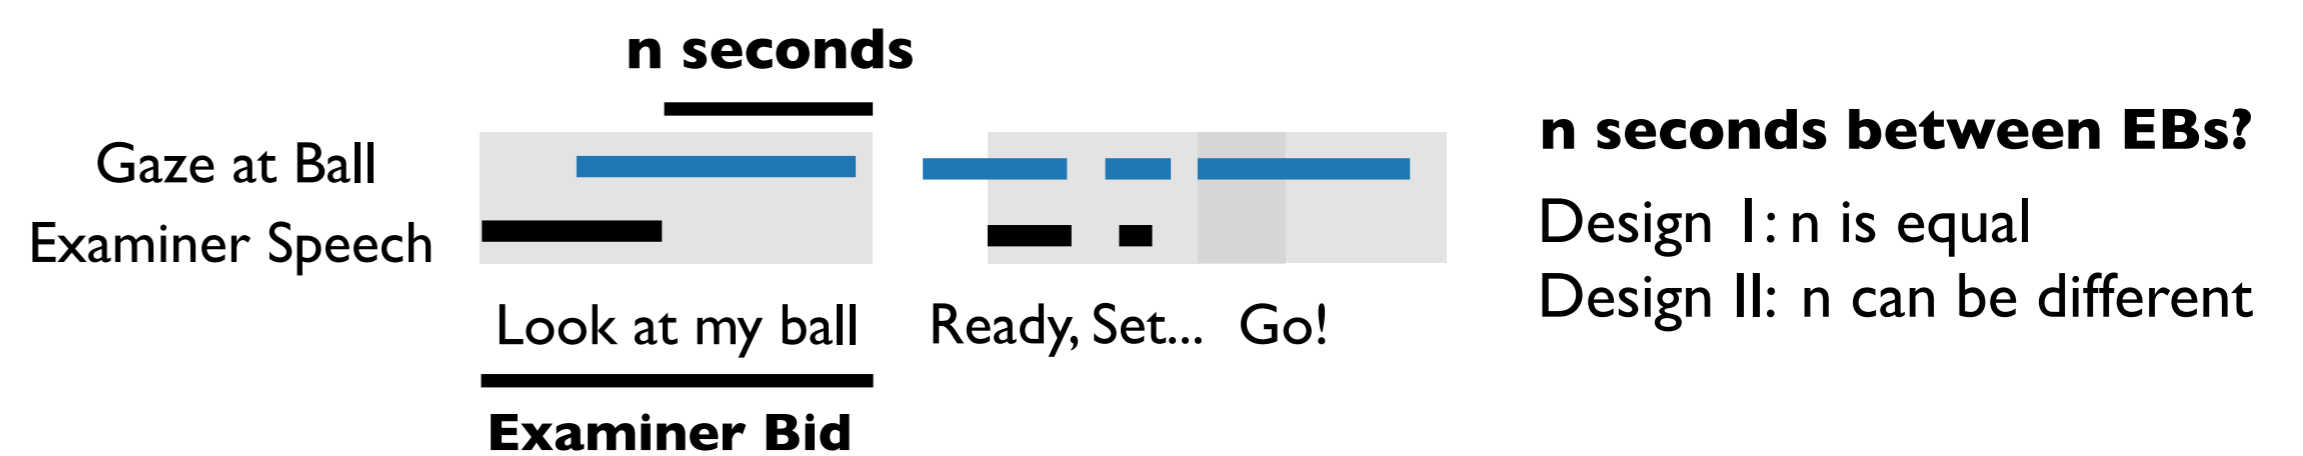 n seconds
Gaze at Ball
Examiner Speech
Look at my ball
Ready, Set... Go!
Examiner Bid
n seconds between EBs?
Design I: n is equal
Design II: n can be different